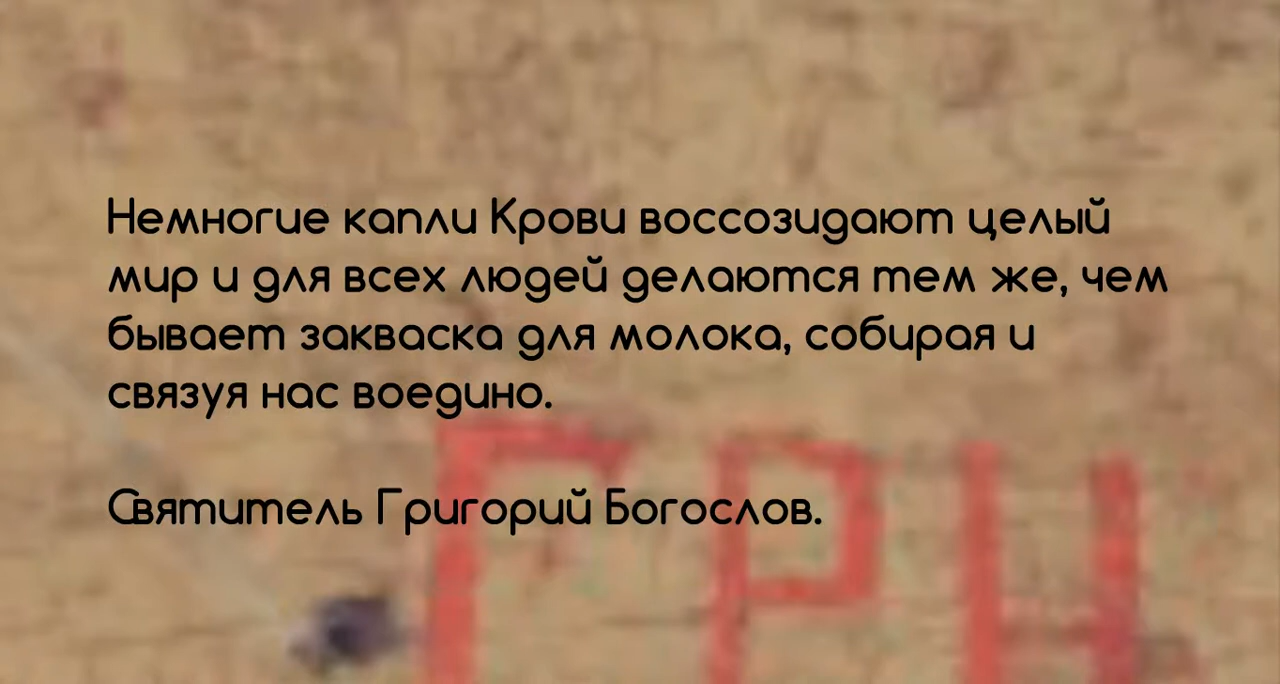 Немногие капли Крови воссозидают целый
мир и для всех людей делаются тем же, чем
бывает закваска для молока, собирая и
связуя нас воедино.
Святитель Григорий Богослов.
ГРН